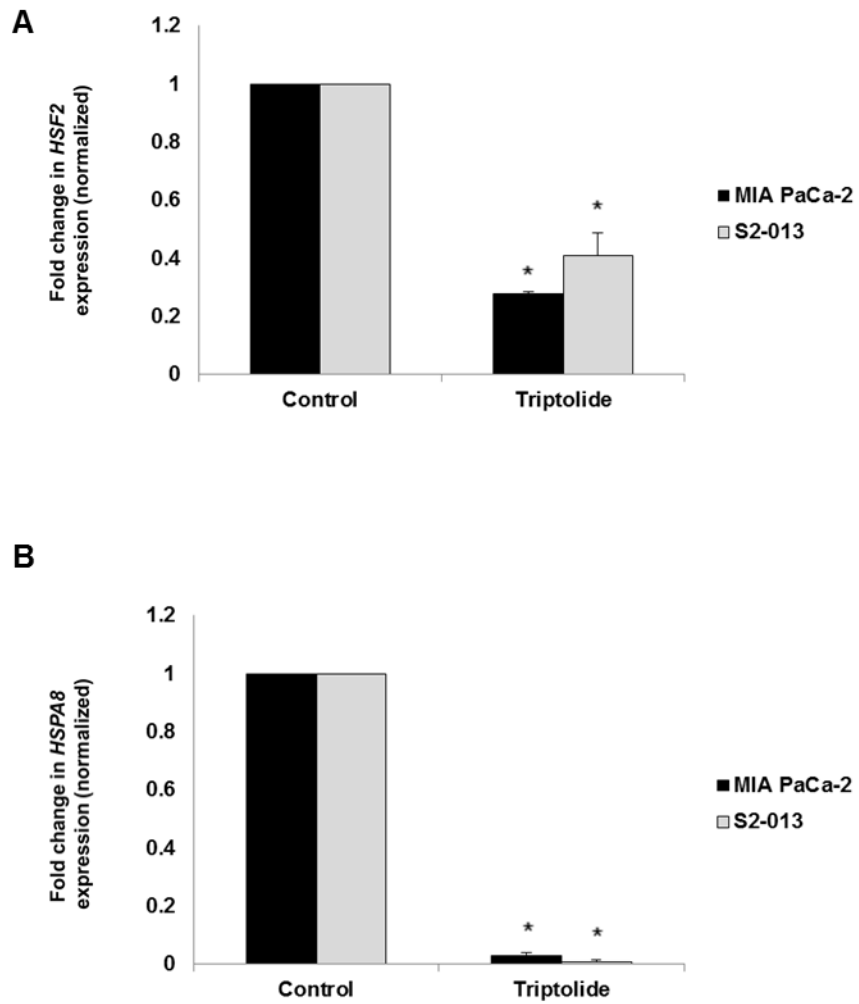 A
Fold change in HSF2
expression (normalized)
1.2
1
0.8
0.6
0.4
0.2
0
*
*
Control
Triptolide
MIA PaCa-2
S2-013
B
Fold change in HSPA8
expression (normalized)
1.2
1
0.8
0.6
0.4
0.2
0
*
*
Control
Triptolide
MIA PaCa-2
S2-013